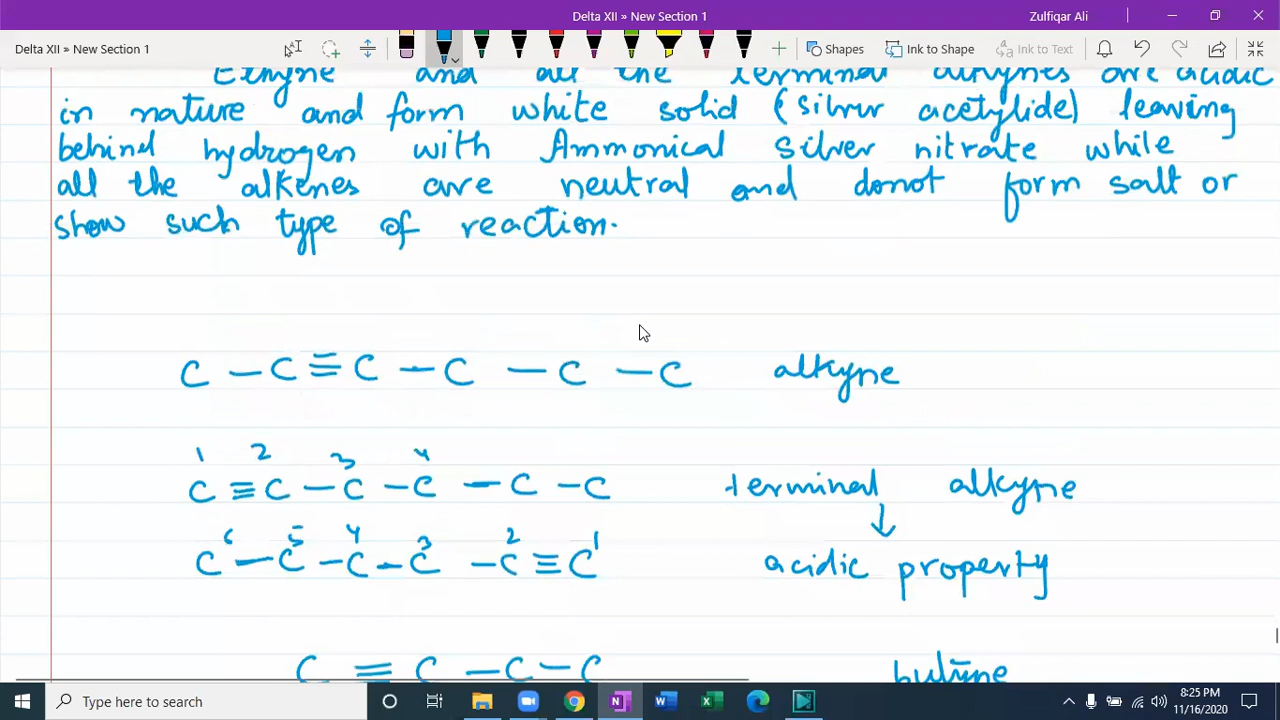 Delta XII » New Section 1
Zulfiqar Ali
Delta XII » New Section 1
Shapes
Ink to Shape
Ink to Text
Ethyne and all the terminal alkynes are acidic
in nature and form white solid (silver acetylide) leaving
behind hydrogen with Ammonical silver nitrate while
all the alkenes are neutral and donot form salt or
show such type of reaction.
C — C ≡ C — C — C — C alkyne
1 2 3 4
C ≡ C — C — C — C — C terminal alkyne
↓
6 5 4 3 2 1
C — C — C — C — C ≡ C acidic property
C ≡ C — C — C butyne
Type here to search
8:25 PM
11/16/2020